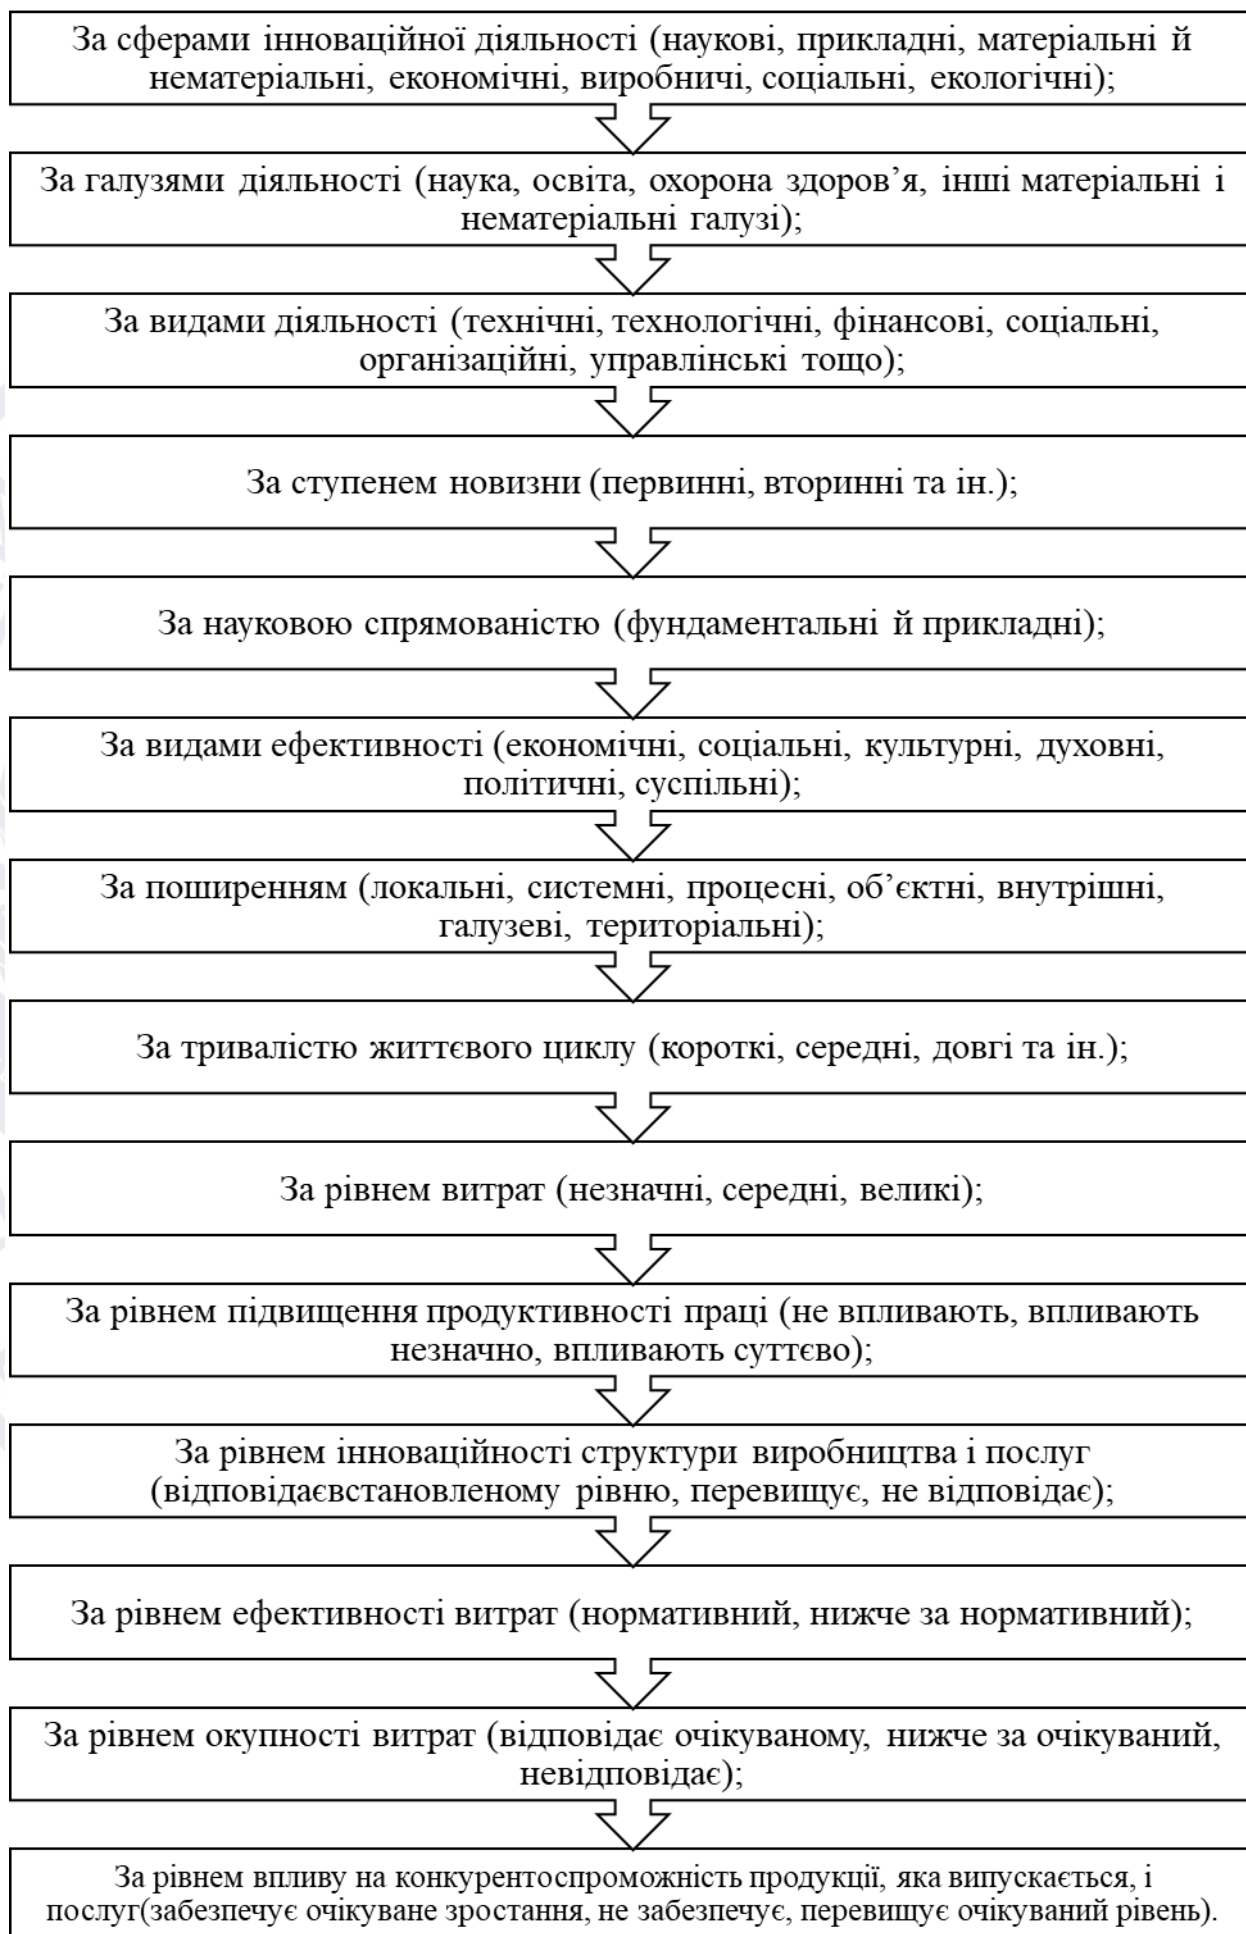 За сферами інноваційної діяльності (наукові, прикладні, матеріальні й
нематеріальні, економічні, виробничі, соціальні, екологічні);
За галузями діяльності (наука, освіта, охорона здоров’я, інші матеріальні і
нематеріальні галузі);
За видами діяльності (технічні, технологічні, фінансові, соціальні,
організаційні, управлінські тощо);
За ступенем новизни (первинні, вторинні та ін.);
За науковою спрямованістю (фундаментальні й прикладні);
За видами ефективності (економічні, соціальні, культурні, духовні,
політичні, суспільні);
За поширенням (локальні, системні, процесні, об’єктні, внутрішні,
галузеві, територіальні);
За тривалістю життєвого циклу (короткі, середні, довгі та ін.);
За рівнем витрат (незначні, середні, великі);
За рівнем підвищення продуктивності праці (не впливають, впливають
незначно, впливають суттєво);
За рівнем інноваційності структури виробництва і послуг
(відповідаєвстановленому рівню, перевищує, не відповідає);
За рівнем ефективності витрат (нормативний, нижче за нормативний);
За рівнем окупності витрат (відповідає очікуваному, нижче за очікуваний,
невідповідає);
За рівнем впливу на конкурентоспроможність продукції, яка випускається, і
послуг(забезпечує очікуване зростання, не забезпечує, перевищує очікуваний рівень).